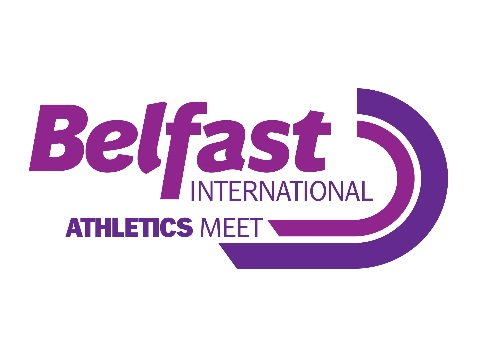 Belfast
INTERNATIONAL
ATHLETICS MEET